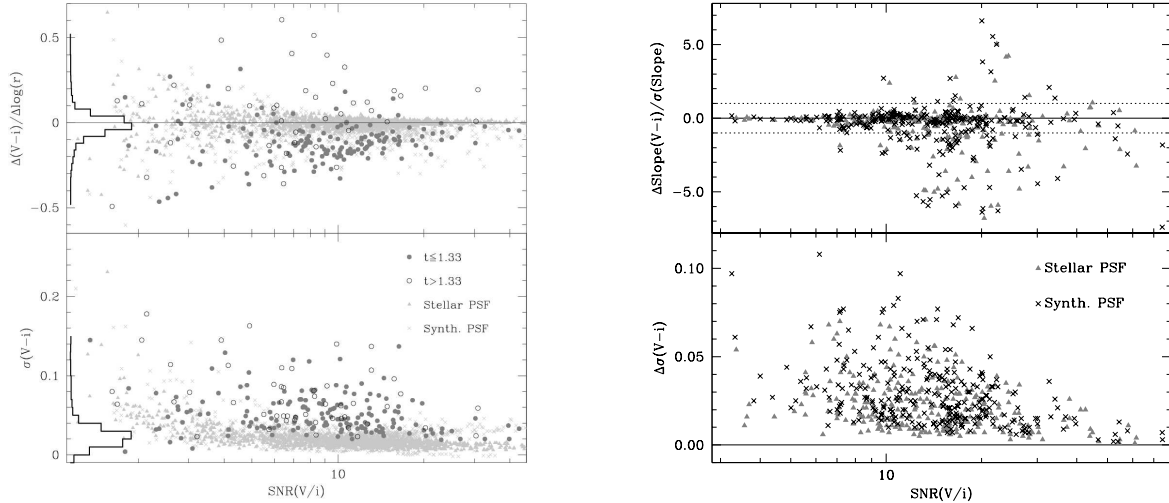 0.5
0
−0.5
Δ(V−i)/Δlog(r)
0.2
0.1
0
σ(V−i)
t≦1.33
t>1.33
Stellar PSF
Synth. PSF
10
SNR(V/i)
5.0
0.0
−5.0
ΔSlope(V−i)/σ(Slope)
0.10
0.05
0.00
Δσ(V−i)
Stellar PSF
Synth. PSF
10
SNR(V/i)